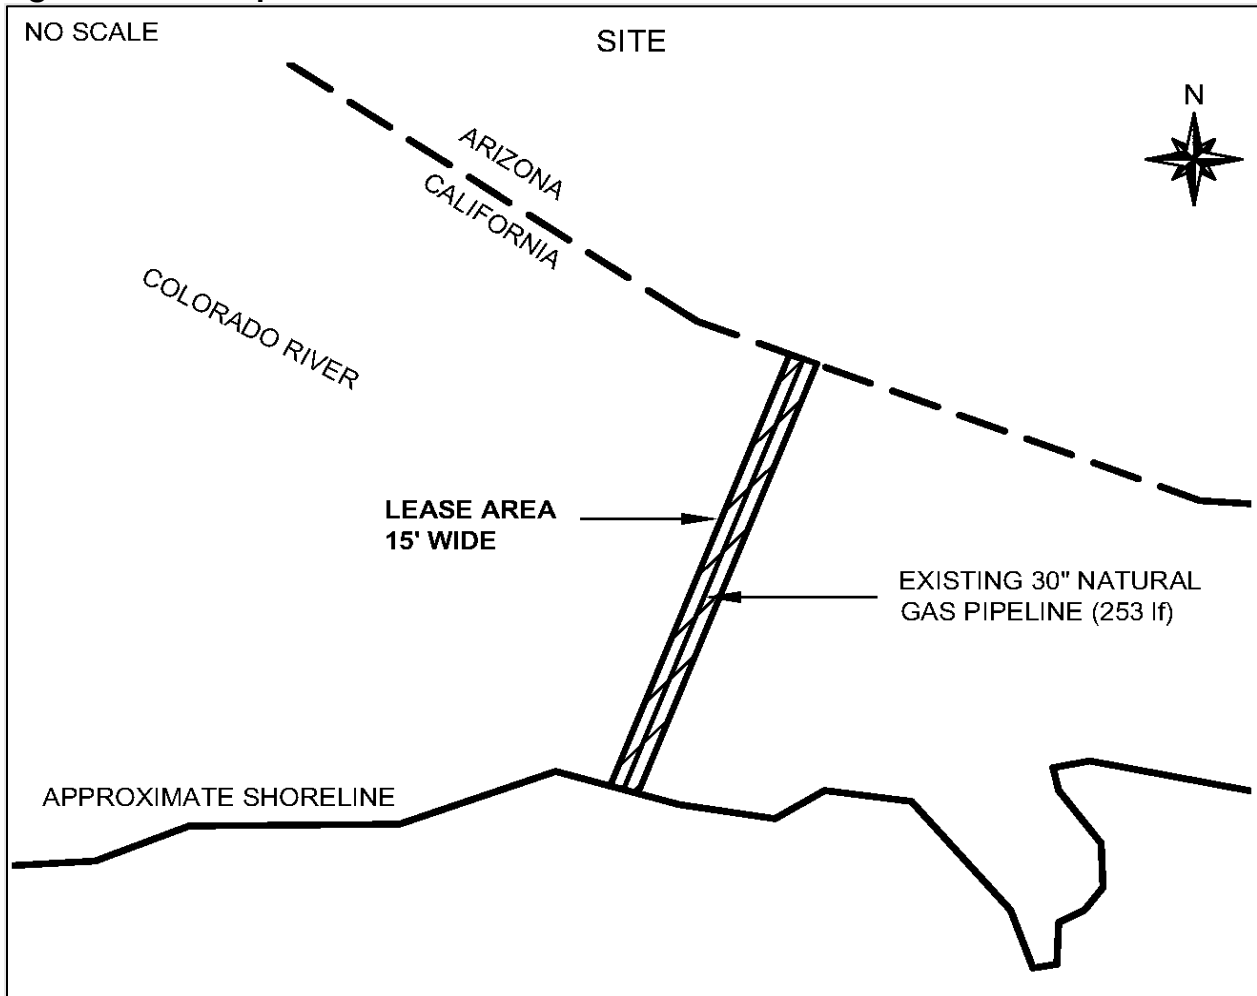 NO SCALE
SITE
N
ARIZONA
CALIFORNIA
COLORADO RIVER
LEASE AREA
15' WIDE
EXISTING 30" NATURAL
GAS PIPELINE (253 lf)
APPROXIMATE SHORELINE